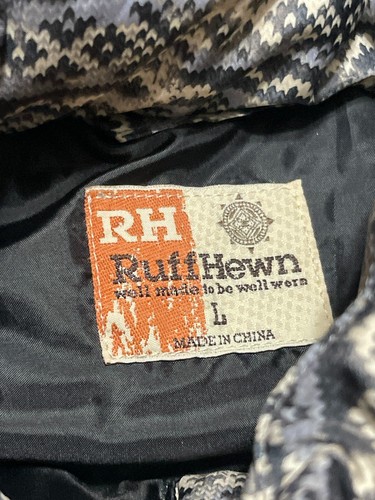 RH
RuffHewn
well made to be well worn
L
MADE IN CHINA